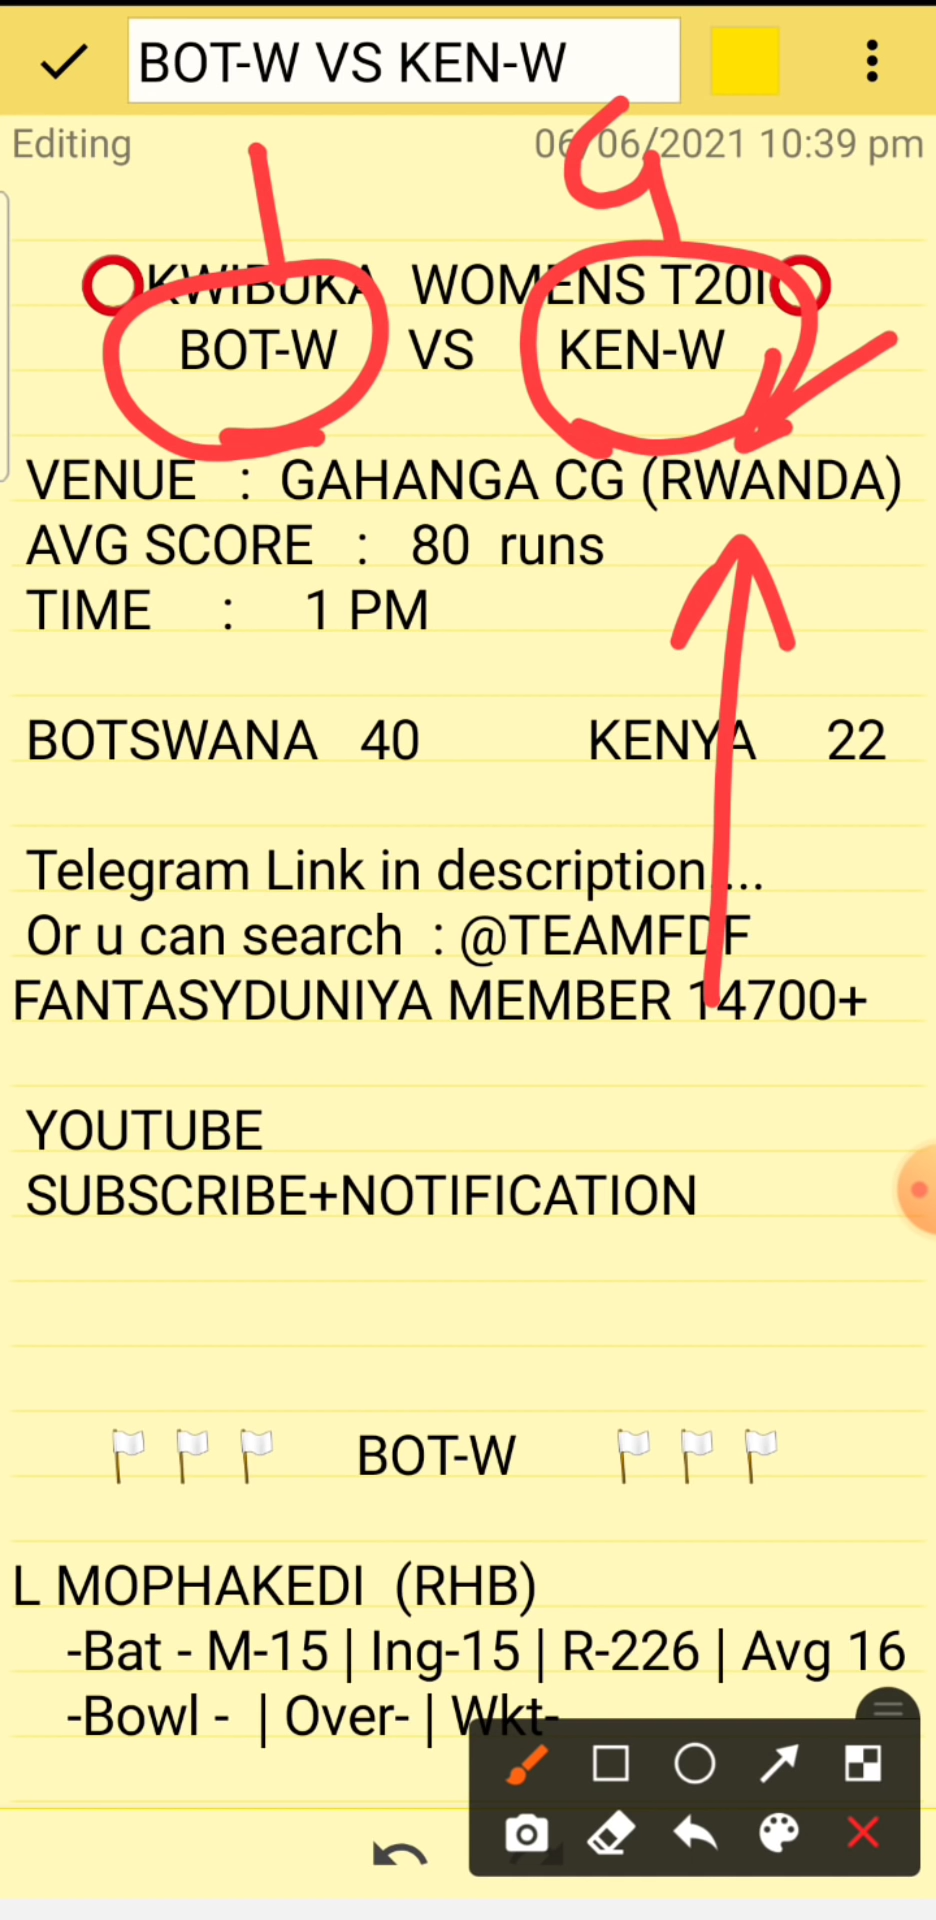 BOT-W VS KEN-W
Editing 06/06/2021 10:39 pm
1 9
⭕KWIBUKA WOMENS T20I⭕
BOT-W VS KEN-W
VENUE : GAHANGA CG (RWANDA)
AVG SCORE : 80 runs
TIME : 1 PM
BOTSWANA 40 KENYA 22
Telegram Link in description....
Or u can search : @TEAMFDF
FANTASYDUNIYA MEMBER 14700+
YOUTUBE
SUBSCRIBE+NOTIFICATION
🏳️ 🏳️ 🏳️ BOT-W 🏳️ 🏳️ 🏳️
L MOPHAKEDI (RHB)
-Bat - M-15 | Ing-15 | R-226 | Avg 16
-Bowl - | Over- | Wkt-